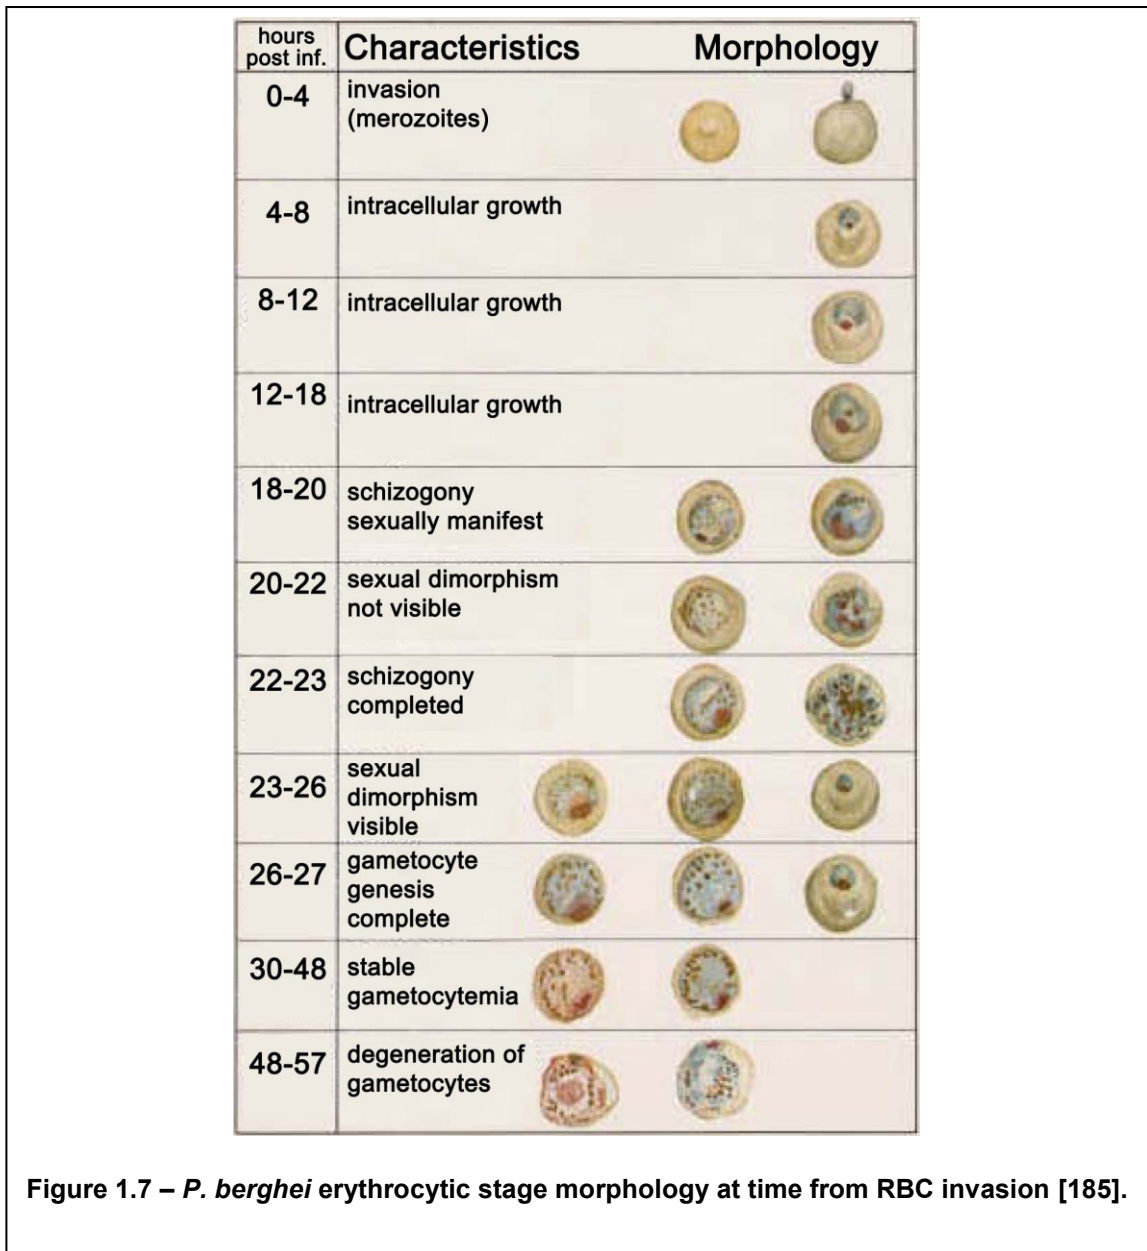 hours
post inf.
Characteristics
Morphology
0-4
invasion
(merozoites)
4-8
intracellular growth
8-12
intracellular growth
12-18
intracellular growth
18-20
schizogony
sexually manifest
20-22
sexual dimorphism
not visible
22-23
schizogony
completed
23-26
sexual
dimorphism
visible
26-27
gametocyte
genesis
complete
30-48
stable
gametocytemia
48-57
degeneration of
gametocytes
Figure 1.7 – P. berghei erythrocytic stage morphology at time from RBC invasion [185].